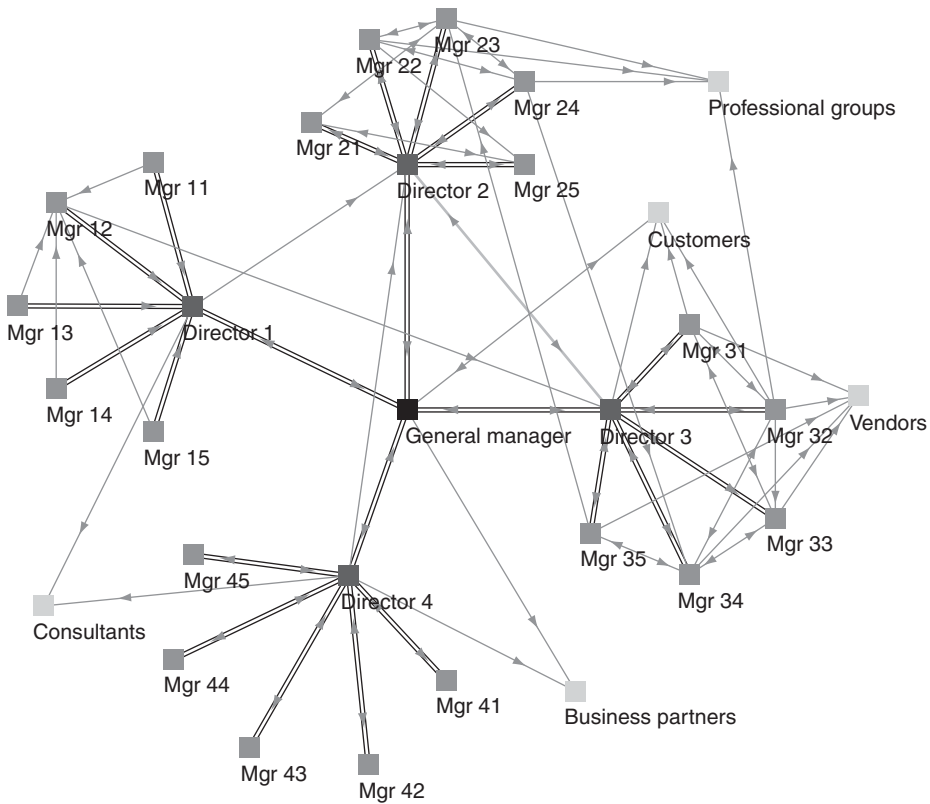 Mgr 23
Mgr 22
Mgr 24
Professional groups
Mgr 21
Mgr 11
Director 2
Mgr 25
Mgr 12
Customers
Mgr 13
Director 1
Mgr 31
Mgr 14
General manager
Director 3
Mgr 32
Vendors
Mgr 15
Mgr 33
Mgr 35
Mgr 45
Director 4
Mgr 34
Consultants
Mgr 44
Mgr 41
Business partners
Mgr 43
Mgr 42